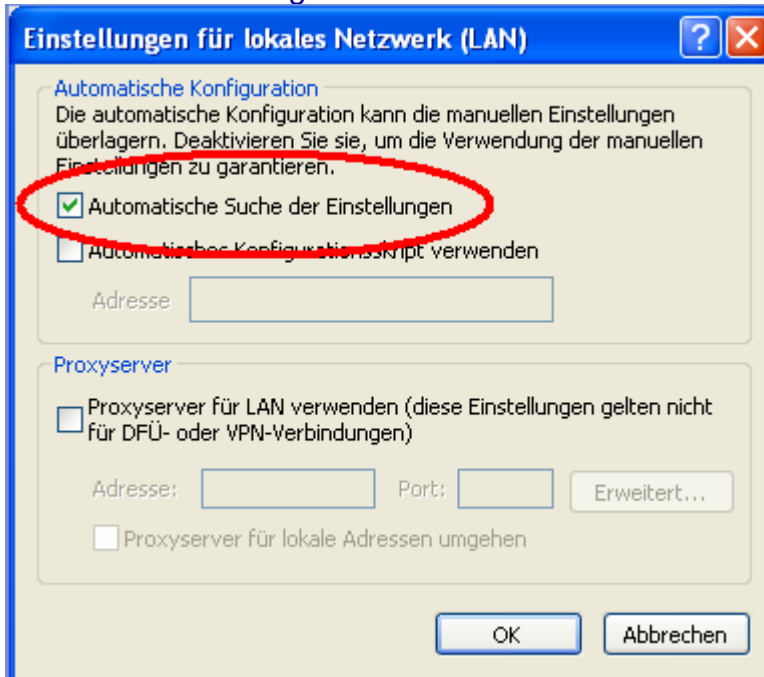 Einstellungen für lokales Netzwerk (LAN)
Automatische Konfiguration
Die automatische Konfiguration kann die manuellen Einstellungen
überlagern. Deaktivieren Sie sie, um die Verwendung der manuellen
Einstellungen zu garantieren.
Automatische Suche der Einstellungen
Automatisches Konfigurationsskript verwenden
Adresse
Proxyserver
Proxyserver für LAN verwenden (diese Einstellungen gelten nicht
für DFÜ- oder VPN-Verbindungen)
Adresse: Port: Erweitert...
Proxyserver für lokale Adressen umgehen
OK Abbrechen